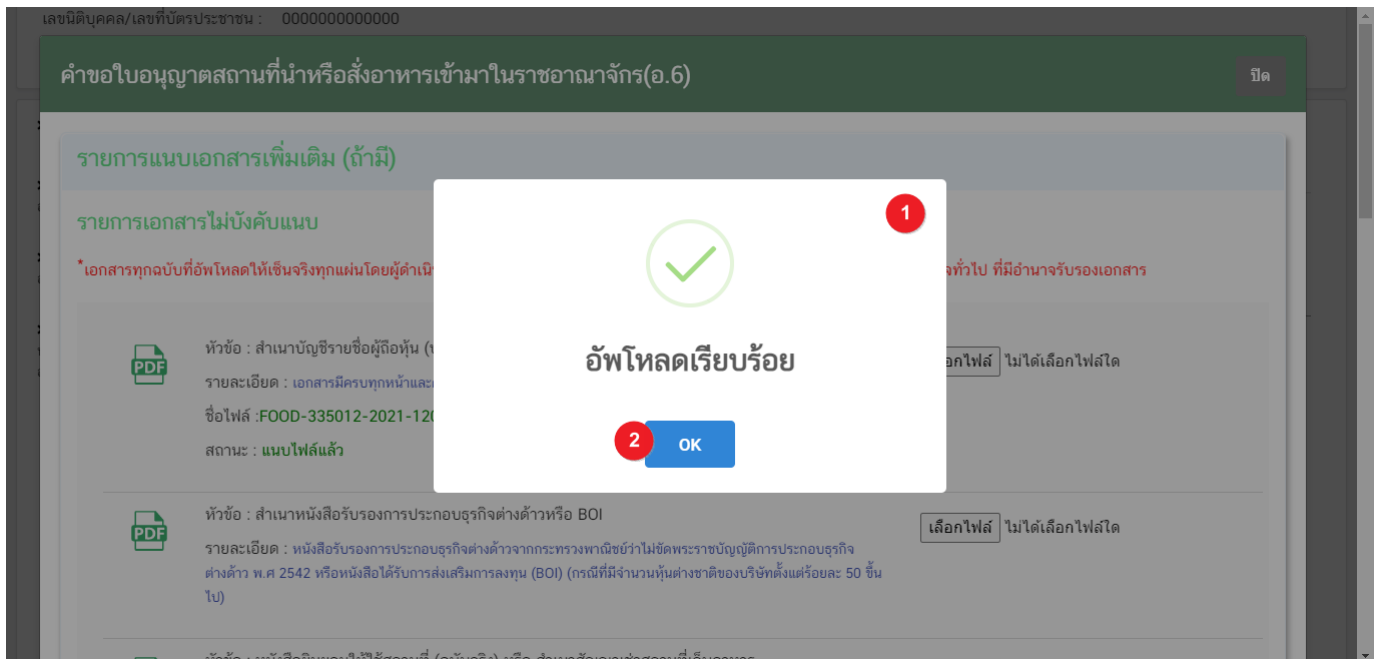 เลขนิติบุคคล/เลขที่บัตรประชาชน : 0000000000000
คำขอใบอนุญาตสถานที่นำหรือสั่งอาหารเข้ามาในราชอาณาจักร(อ.6)
ปิด
รายการแนบเอกสารเพิ่มเติม (ถ้ามี)
รายการเอกสารไม่บังคับแนบ
1
*เอกสารทุกฉบับที่อัพโหลดให้เซ็นจริงทุกแผ่นโดยผู้ดำเนิ ทั่วไป ที่มีอำนาจรับรองเอกสาร
อัพโหลดเรียบร้อย
2 OK
PDF
หัวข้อ : สำเนาบัญชีรายชื่อผู้ถือหุ้น
อกไฟล์ ไม่ได้เลือกไฟล์ใด
รายละเอียด : เอกสารมีครบทุกหน้าและ
ชื่อไฟล์ :FOOD-335012-2021-120
สถานะ : แนบไฟล์แล้ว
PDF
หัวข้อ : สำเนาหนังสือรับรองการประกอบธุรกิจต่างด้าวหรือ BOI
เลือกไฟล์ ไม่ได้เลือกไฟล์ใด
รายละเอียด : หนังสือรับรองการประกอบธุรกิจต่างด้าวจากกระทรวงพาณิชย์ว่าไม่ขัดพระราชบัญญัติการประกอบธุรกิจ
ต่างด้าว พ.ศ 2542 หรือหนังสือได้รับการส่งเสริมการลงทุน (BOI) (กรณีที่มีจำนวนหุ้นต่างชาติของบริษัทตั้งแต่ร้อยละ 50 ขึ้น
ไป)